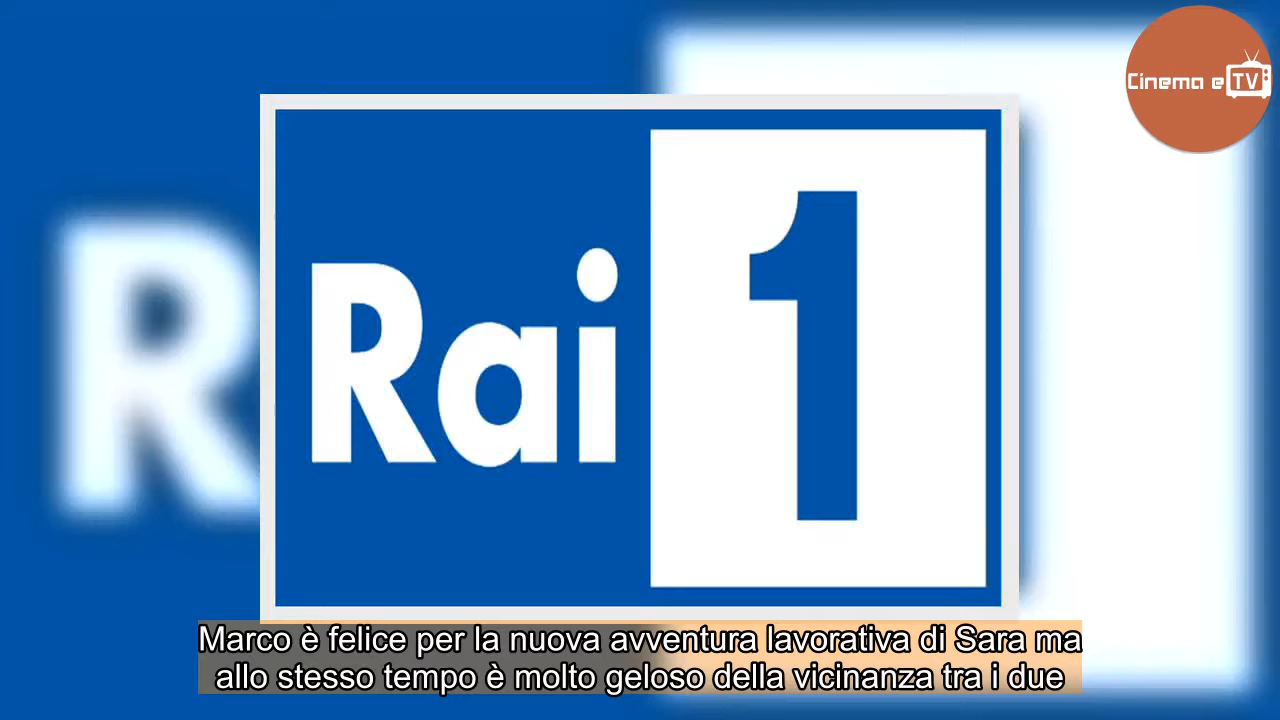 Cinema e TV
Rai 1
R
Marco è felice per la nuova avventura lavorativa di Sara ma
allo stesso tempo è molto geloso della vicinanza tra i due